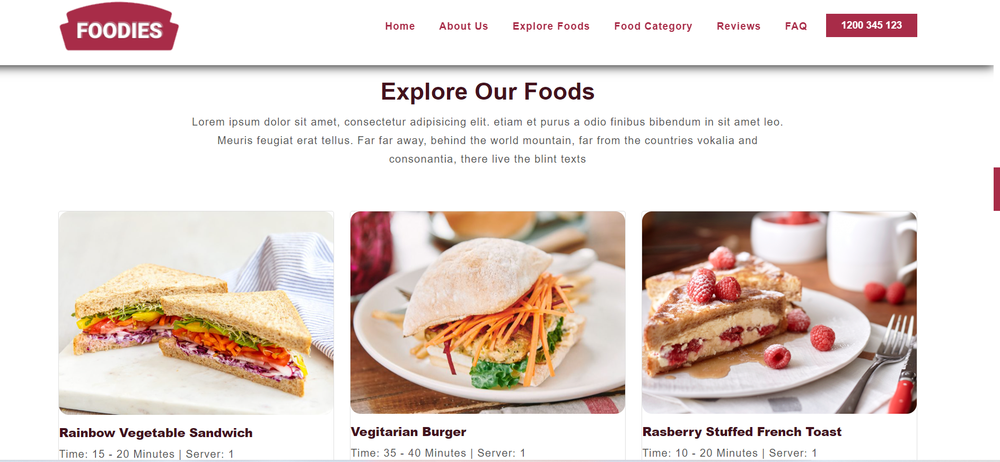 FOODIES
Home About Us Explore Foods Food Category Reviews FAQ 1200 345 123
Explore Our Foods
Lorem ipsum dolor sit amet, consectetur adipisicing elit. etiam et purus a odio finibus bibendum in sit amet leo.
Meuris feugiat erat tellus. Far far away, behind the world mountain, far from the countries vokalia and
consonantia, there live the blint texts
Rainbow Vegetable Sandwich
Time: 15 - 20 Minutes | Server: 1
Vegitarian Burger
Time: 35 - 40 Minutes | Server: 1
Rasberry Stuffed French Toast
Time: 10 - 20 Minutes | Server: 1